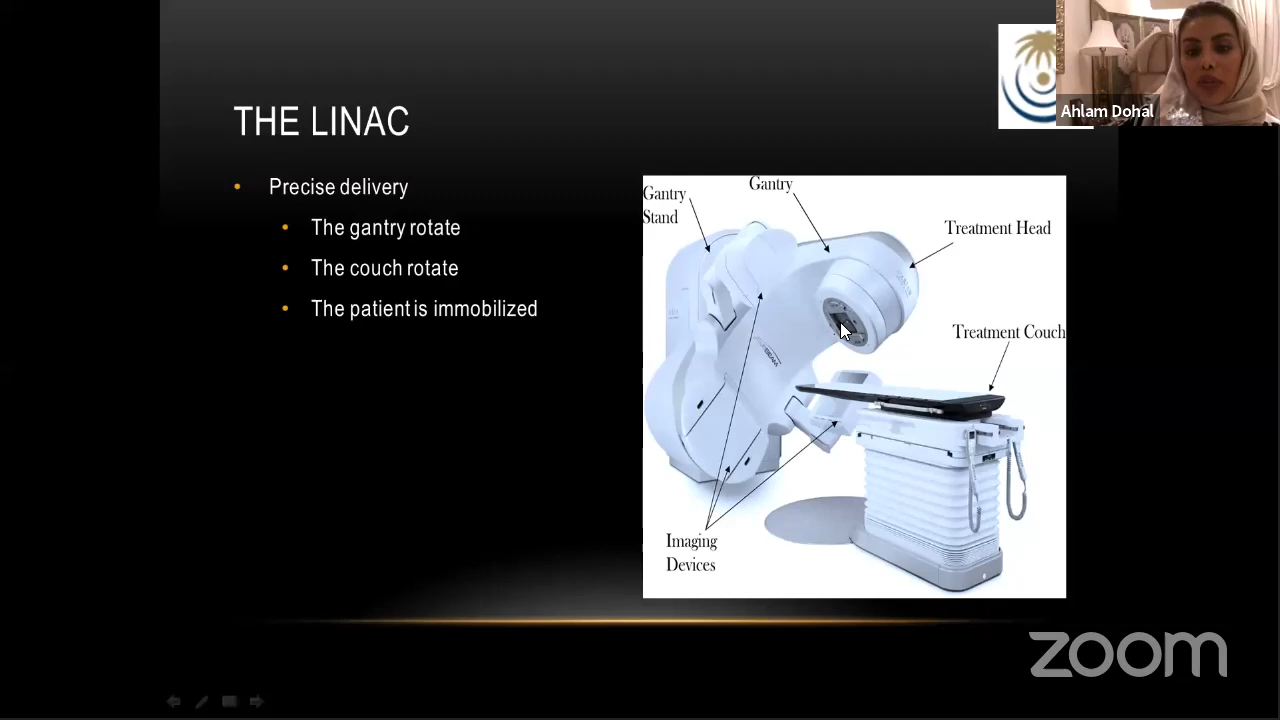 THE LINAC
• Precise delivery
• The gantry rotate
• The couch rotate
• The patient is immobilized
Gantry
Stand
Gantry
Treatment Head
Treatment Couch
Imaging
Devices
Ahlam Dohal
zoom